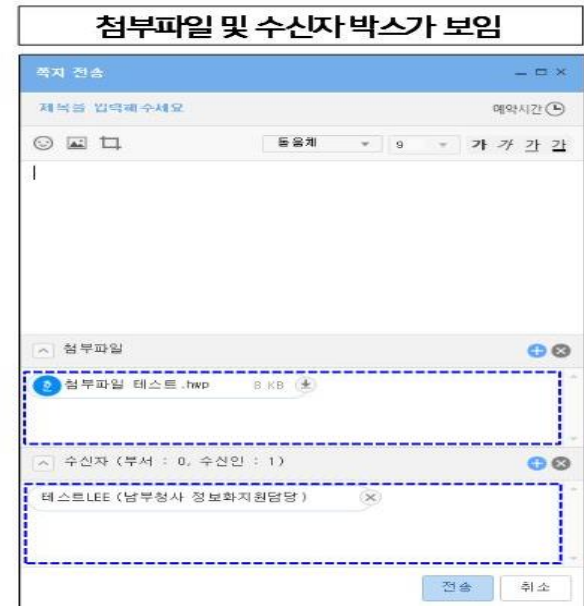 첨부파일 및 수신자 박스가 보임
쪽지 전송
제목을 입력해주세요 예약시간
돋움체 9 가 가 가 가
첨부파일
첨부파일 테스트.hwp 8 KB
수신자 (부서 : 0, 수신인 : 1)
테스트LEE (남부청사 정보화지원담당)
전송 취소